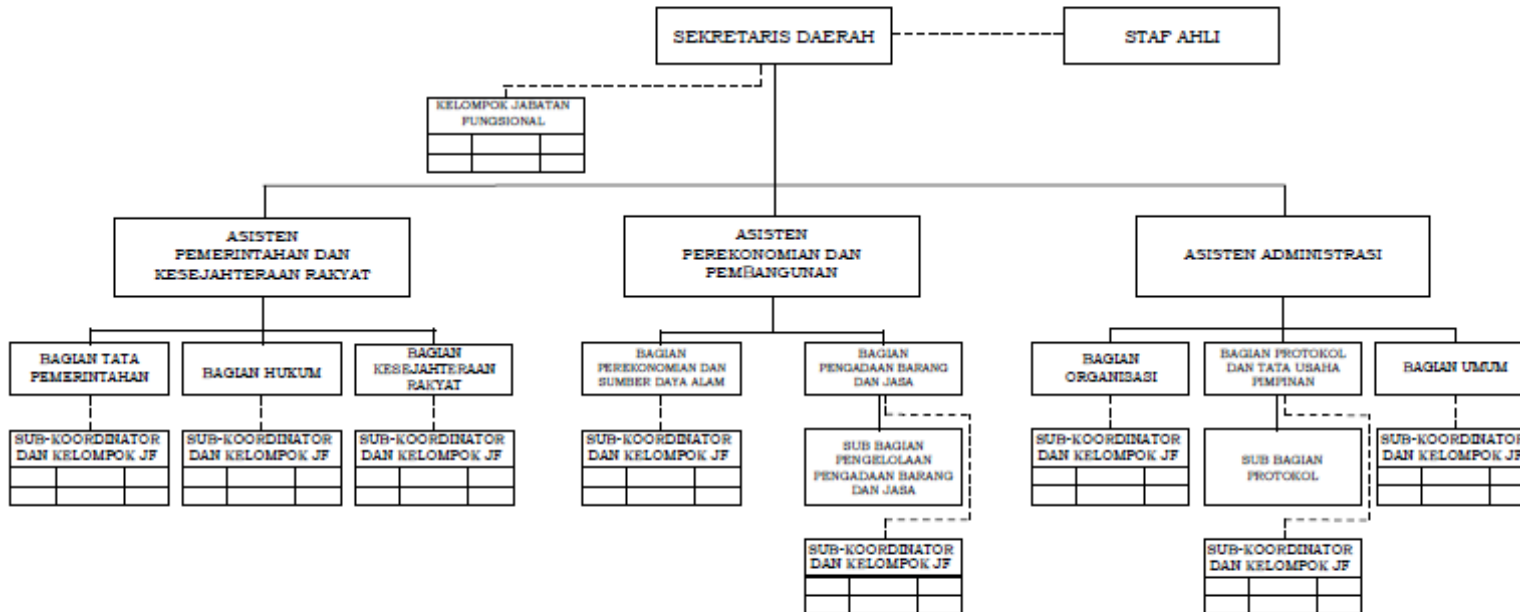 SEKRETARIS DAERAH
STAF AHLI
KELOMPOK JABATAN
FUNGSIONAL
ASISTEN
PEMERINTAHAN DAN
KESEJAHTERAAN RAKYAT
ASISTEN
PEREKONOMIAN DAN
PEMBANGUNAN
ASISTEN ADMINISTRASI
BAGIAN TATA
PEMERINTAHAN
BAGIAN HUKUM
BAGIAN
KESEJAHTERAAN
RAKYAT
BAGIAN
PEREKONOMIAN DAN
SUMBER DAYA ALAM
BAGIAN
PENGADAAN BARANG
DAN JASA
BAGIAN
ORGANISASI
BAGIAN PROTOKOL
DAN TATA USAHA
PIMPINAN
BAGIAN UMUM
SUB-KOORDINATOR
DAN KELOMPOK JF
SUB-KOORDINATOR
DAN KELOMPOK JF
SUB-KOORDINATOR
DAN KELOMPOK JF
SUB-KOORDINATOR
DAN KELOMPOK JF
SUB BAGIAN
PENGELOLAAN
PENGADAAN BARANG
DAN JASA
SUB-KOORDINATOR
DAN KELOMPOK JF
SUB BAGIAN
PROTOKOL
SUB-KOORDINATOR
DAN KELOMPOK JF
SUB-KOORDINATOR
DAN KELOMPOK JF
SUB-KOORDINATOR
DAN KELOMPOK JF